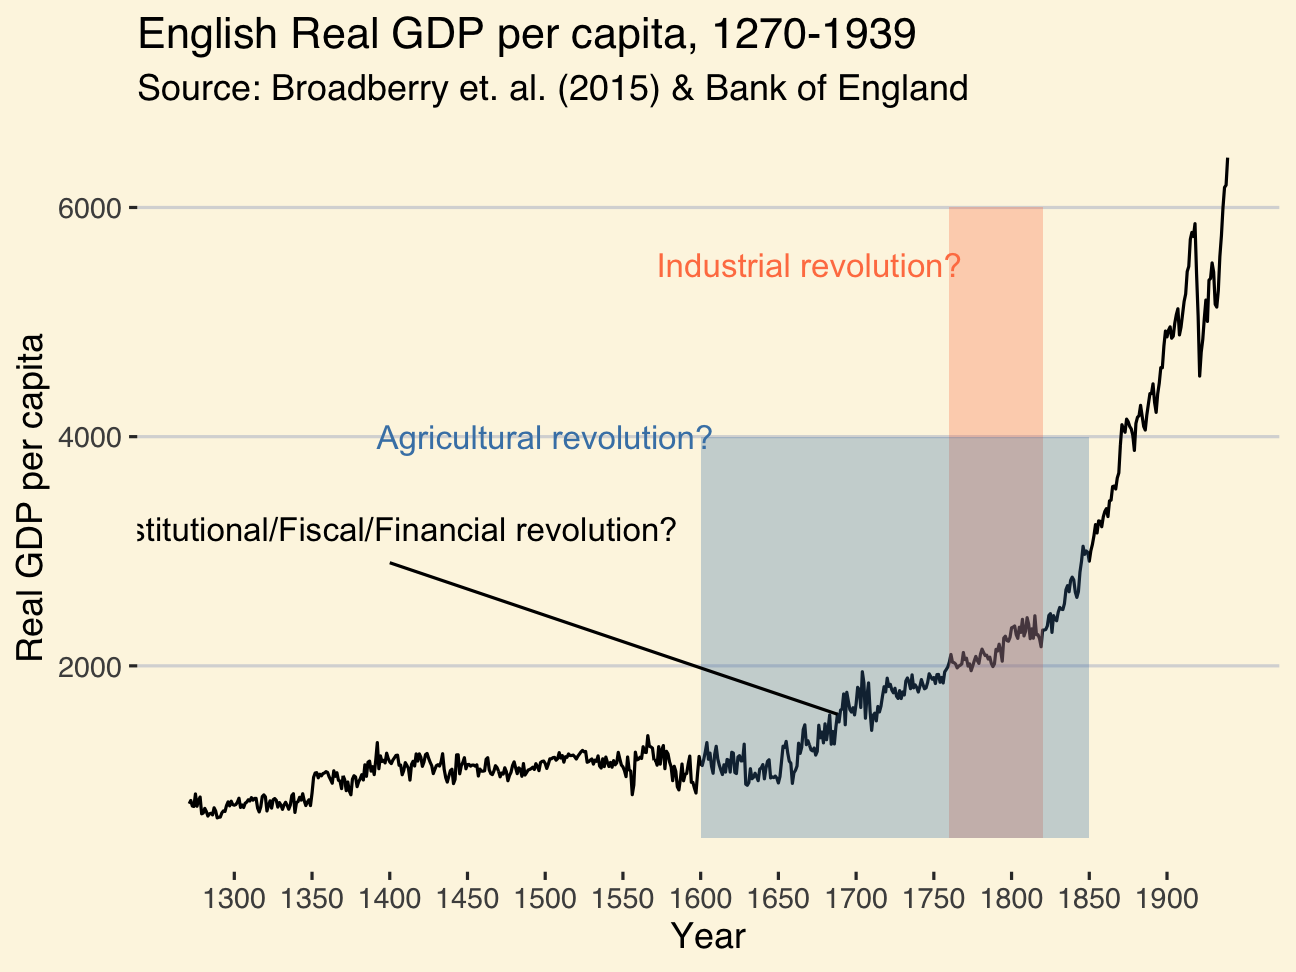 English Real GDP per capita, 1270-1939
Source: Broadberry et. al. (2015) & Bank of England
6000
Industrial revolution?
Agricultural revolution?
4000
stitutional/Fiscal/Financial revolution?
Real GDP per capita
2000
1300 1350 1400 1450 1500 1550 1600 1650 1700 1750 1800 1850 1900
Year